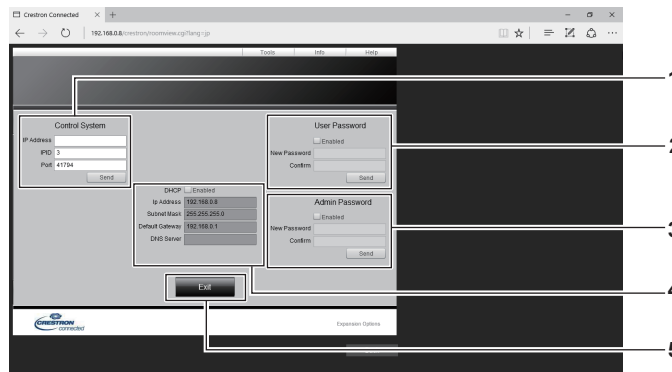 Crestron Connected
192.168.0.8/crestron/roomview.cgi?lang=jp
Tools Info Help
1
Control System
IP Address
IPID 3
Port 41794
Send
User Password
Enabled
New Password
Confirm
Send
2
DHCP Enabled
Ip Address 192.168.0.8
Subnet Mask 255.255.255.0
Default Gateway 192.168.0.1
DNS Server
Admin Password
Enabled
New Password
Confirm
Send
3
4
Exit
CRESTRON
connected
Expansion Options
5